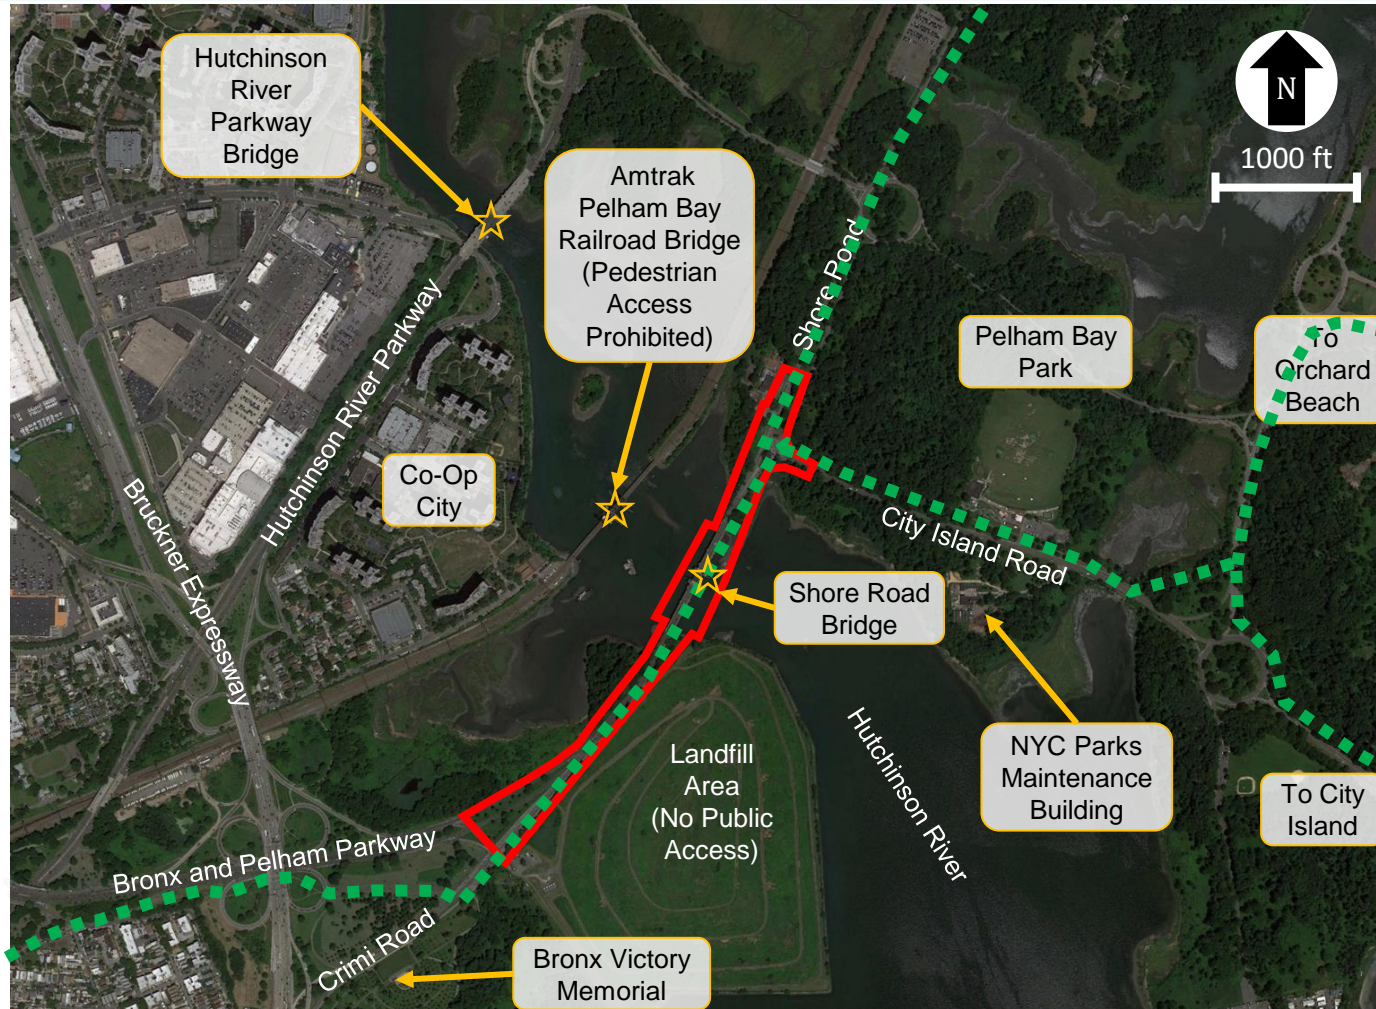 Hutchinson
River
Parkway
Bridge
Amtrak
Pelham Bay
Railroad Bridge
(Pedestrian
Access
Prohibited)
N
1000 ft
Shore Road
Pelham Bay
Park
To
Orchard
Beach
Hutchinson River Parkway
Co-Op
City
Bruckner Expressway
City Island Road
Shore Road
Bridge
NYC Parks
Maintenance
Building
Hutchinson River
Landfill
Area
(No Public
Access)
To City
Island
Bronx and Pelham Parkway
Crimi Road
Bronx Victory
Memorial